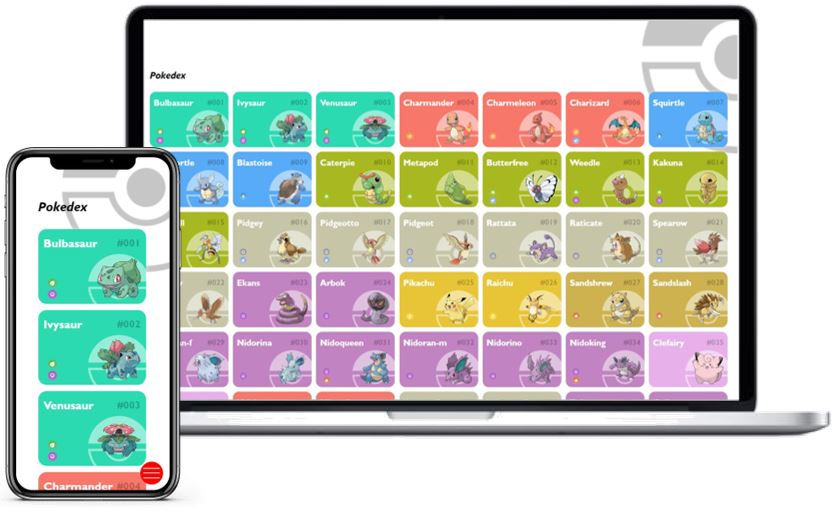 Pokedex
Bulbasaur #001
Ivysaur #002
Venusaur #003
Charmander #004
Charmeleon #005
Charizard #006
Squirtle #007
ortle #008
Blastoise #009
Caterpie #010
Metapod #011
Butterfree #012
Weedle #013
Kakuna #014
ll #015
Pidgey #016
Pidgeotto #017
Pidgeot #018
Rattata #019
Raticate #020
Spearow #021
#022
Ekans #023
Arbok #024
Pikachu #025
Raichu #026
Sandshrew #027
Sandslash #028
an-f #029
Nidorina #030
Nidoqueen #031
Nidoran-m #032
Nidorino #033
Nidoking #034
Clefairy #035
Pokedex
Bulbasaur #001
Ivysaur #002
Venusaur #003
Charmander #004